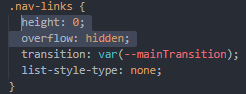 .nav-links {
height: 0;
overflow: hidden;
transition: var(--mainTransition);
list-style-type: none;
}